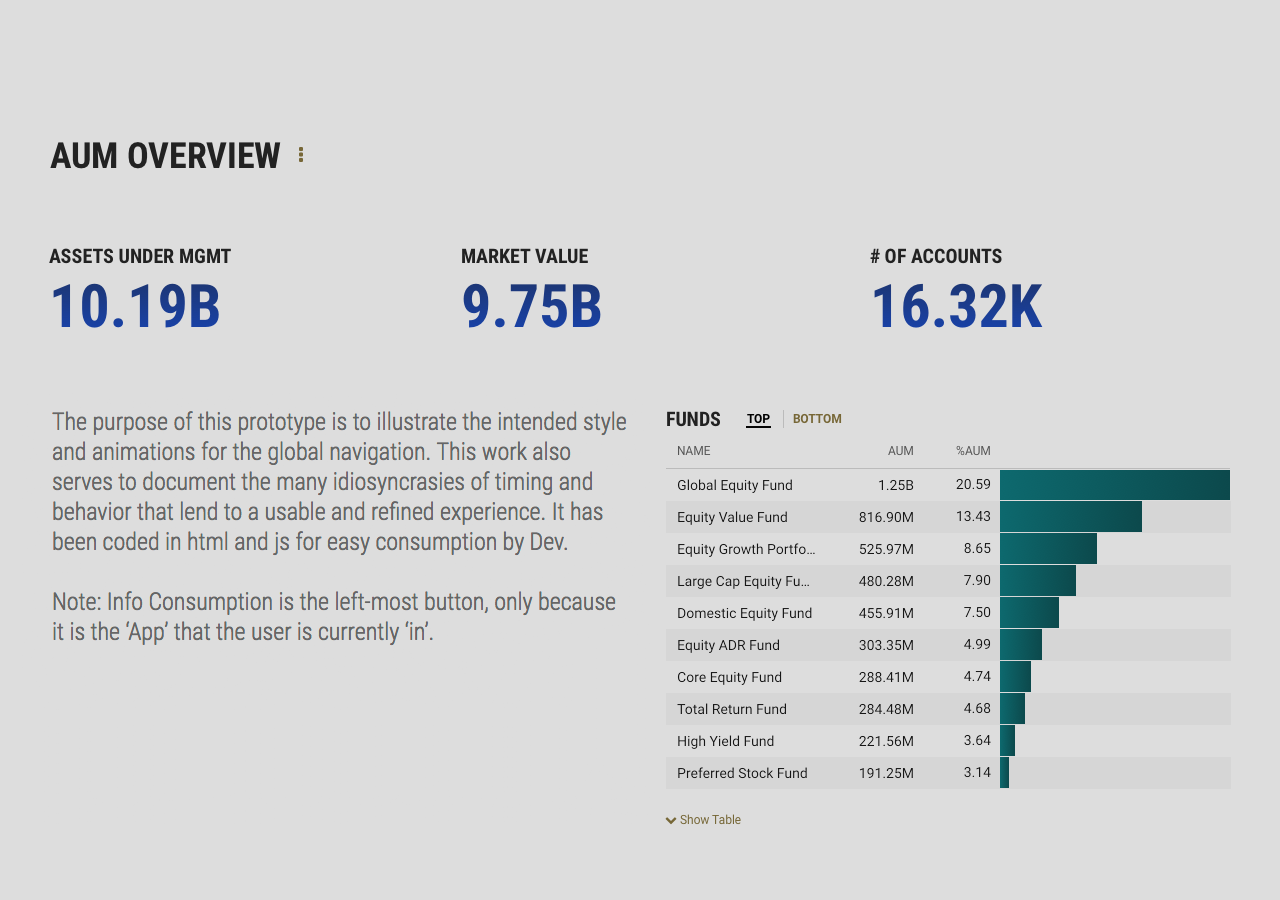 AUM OVERVIEW
ASSETS UNDER MGMT
10.19B
MARKET VALUE
9.75B
# OF ACCOUNTS
16.32K
The purpose of this prototype is to illustrate the intended style
and animations for the global navigation. This work also
serves to document the many idiosyncrasies of timing and
behavior that lend to a usable and refined experience. It has
been coded in html and js for easy consumption by Dev.
Note: Info Consumption is the left-most button, only because
it is the ‘App’ that the user is currently ‘in’.
FUNDS TOP BOTTOM
NAME AUM %AUM
Global Equity Fund 1.25B 20.59
Equity Value Fund 816.90M 13.43
Equity Growth Portfo... 525.97M 8.65
Large Cap Equity Fu... 480.28M 7.90
Domestic Equity Fund 455.91M 7.50
Equity ADR Fund 303.35M 4.99
Core Equity Fund 288.41M 4.74
Total Return Fund 284.48M 4.68
High Yield Fund 221.56M 3.64
Preferred Stock Fund 191.25M 3.14
Show Table